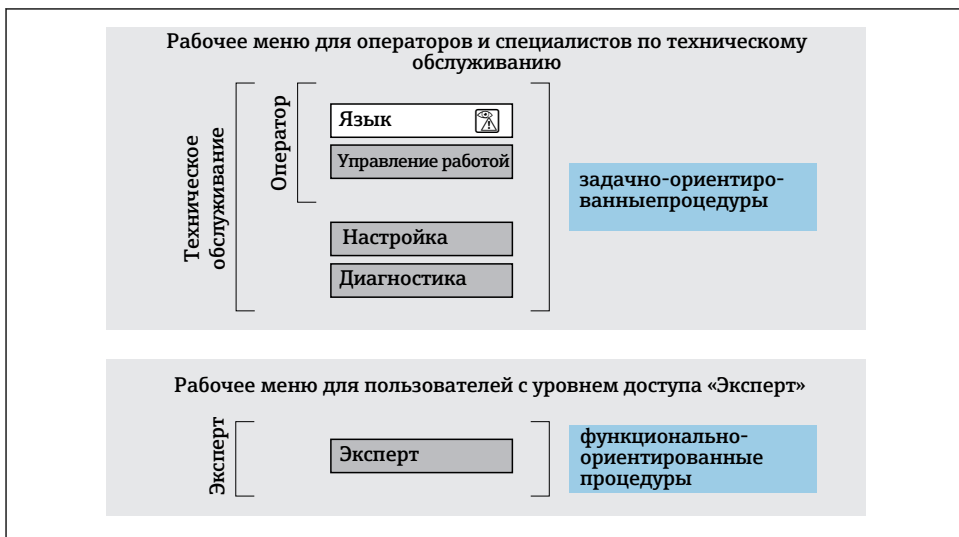 Рабочее меню для операторов и специалистов по техническому
обслуживанию
Техническое
обслуживание
Оператор
Язык
Управление работой
Настройка
Диагностика
задачно-ориентиро-
ванныепроцедуры
Рабочее меню для пользователей с уровнем доступа «Эксперт»
Эксперт
Эксперт
функционально-
ориентированные
процедуры